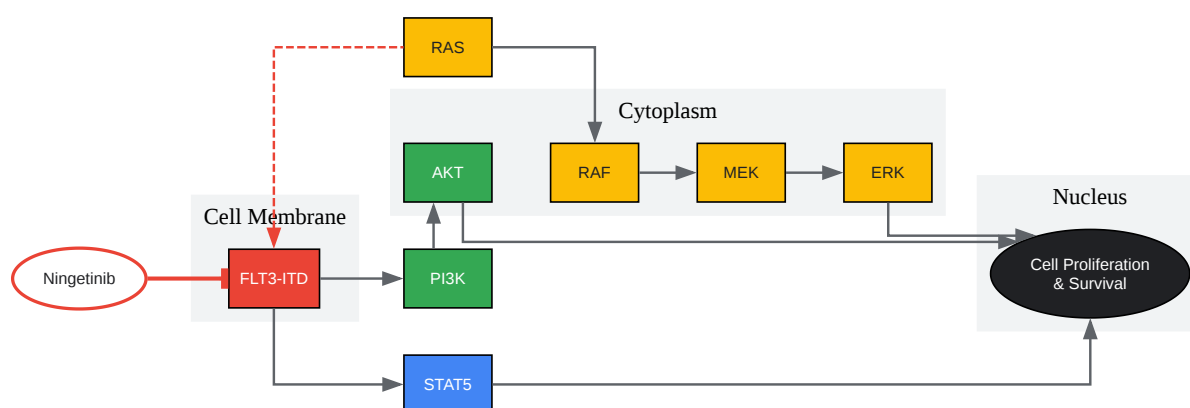 RAS
Cytoplasm
AKT
RAF
MEK
ERK
Cell Membrane
Nucleus
Ningetinib
FLT3-ITD
PI3K
Cell Proliferation
& Survival
STAT5